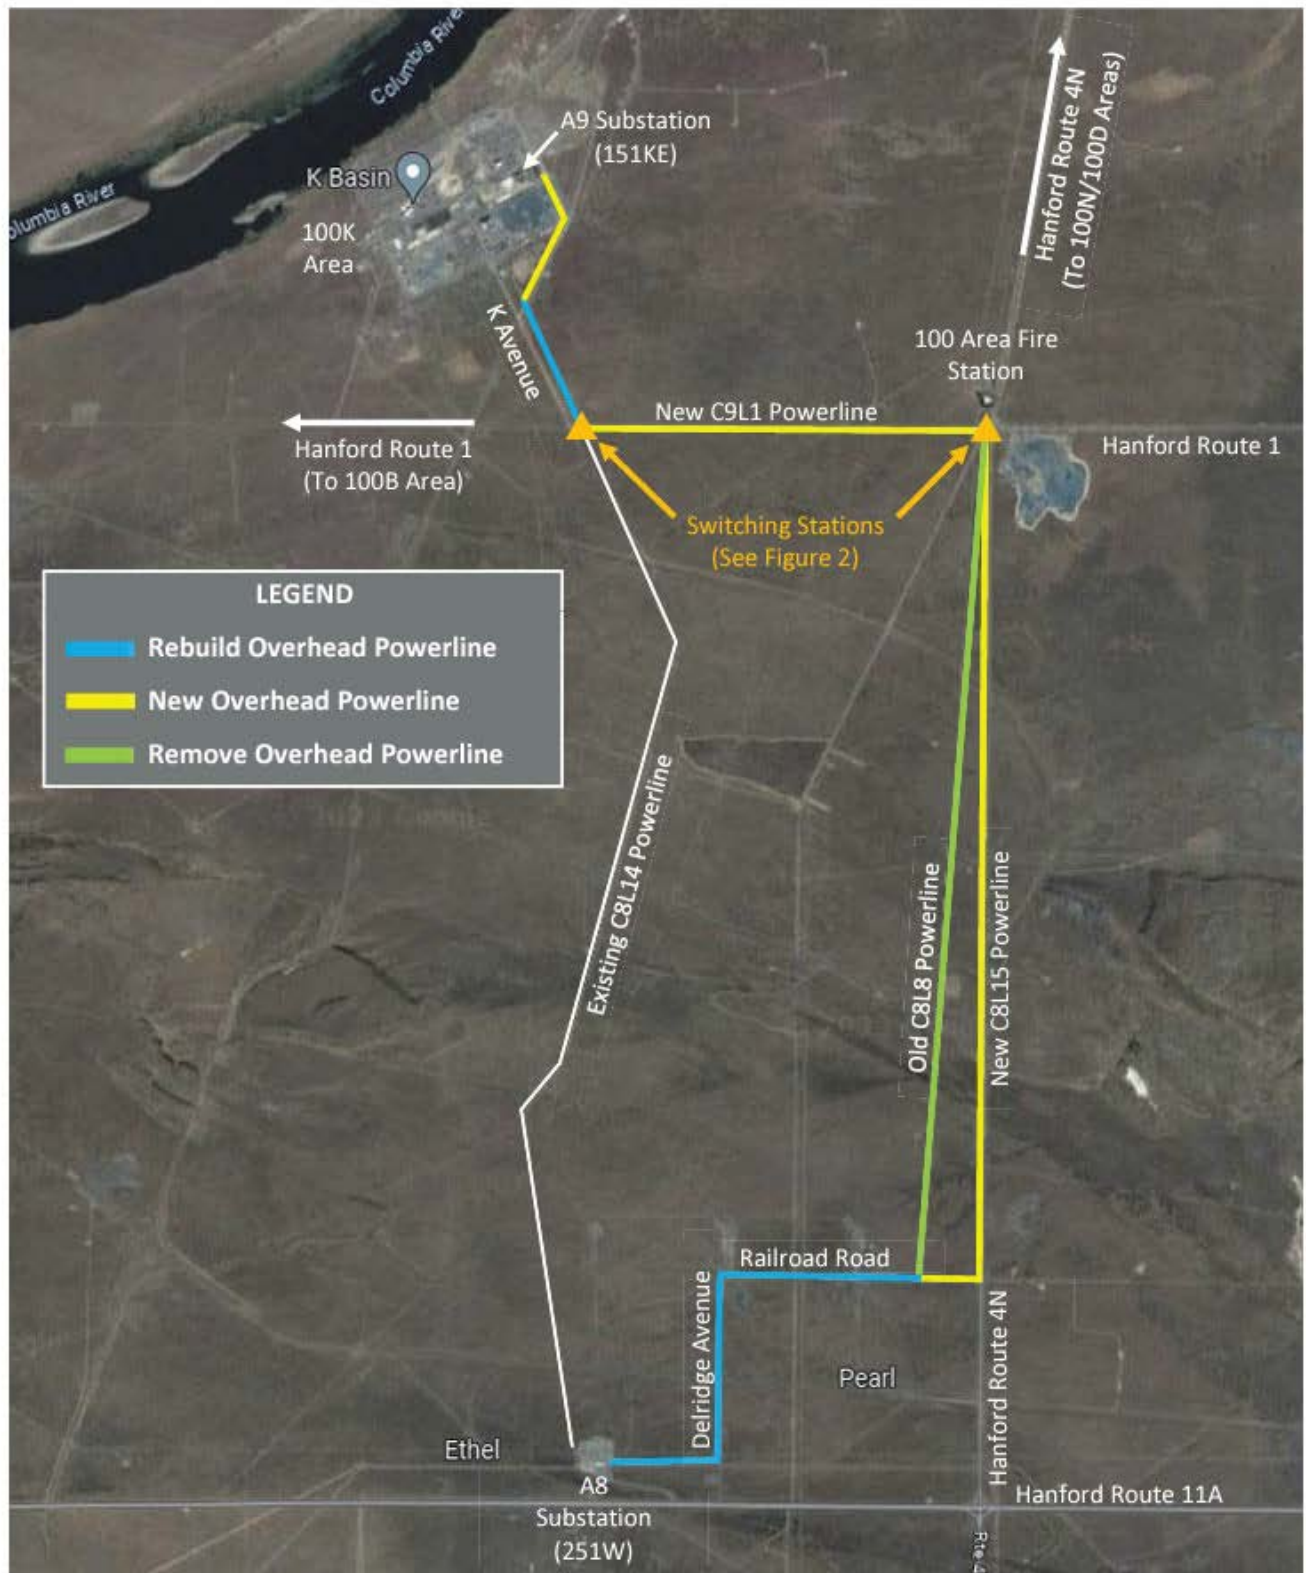 Columbia River
Columbia River
A9 Substation
(151KE)
K Basin
100K
Area
K Avenue
Hanford Route 4N
(To 100N/100D Areas)
100 Area Fire
Station
New C9L1 Powerline
Hanford Route 1
(To 100B Area)
Hanford Route 1
Switching Stations
(See Figure 2)
LEGEND
Rebuild Overhead Powerline
New Overhead Powerline
Remove Overhead Powerline
Existing C8L14 Powerline
Old C8L8 Powerline
New C8L15 Powerline
Railroad Road
Delridge Avenue
Pearl
Hanford Route 4N
Ethel
A8
Substation
(251W)
Hanford Route 11A
Rte 4